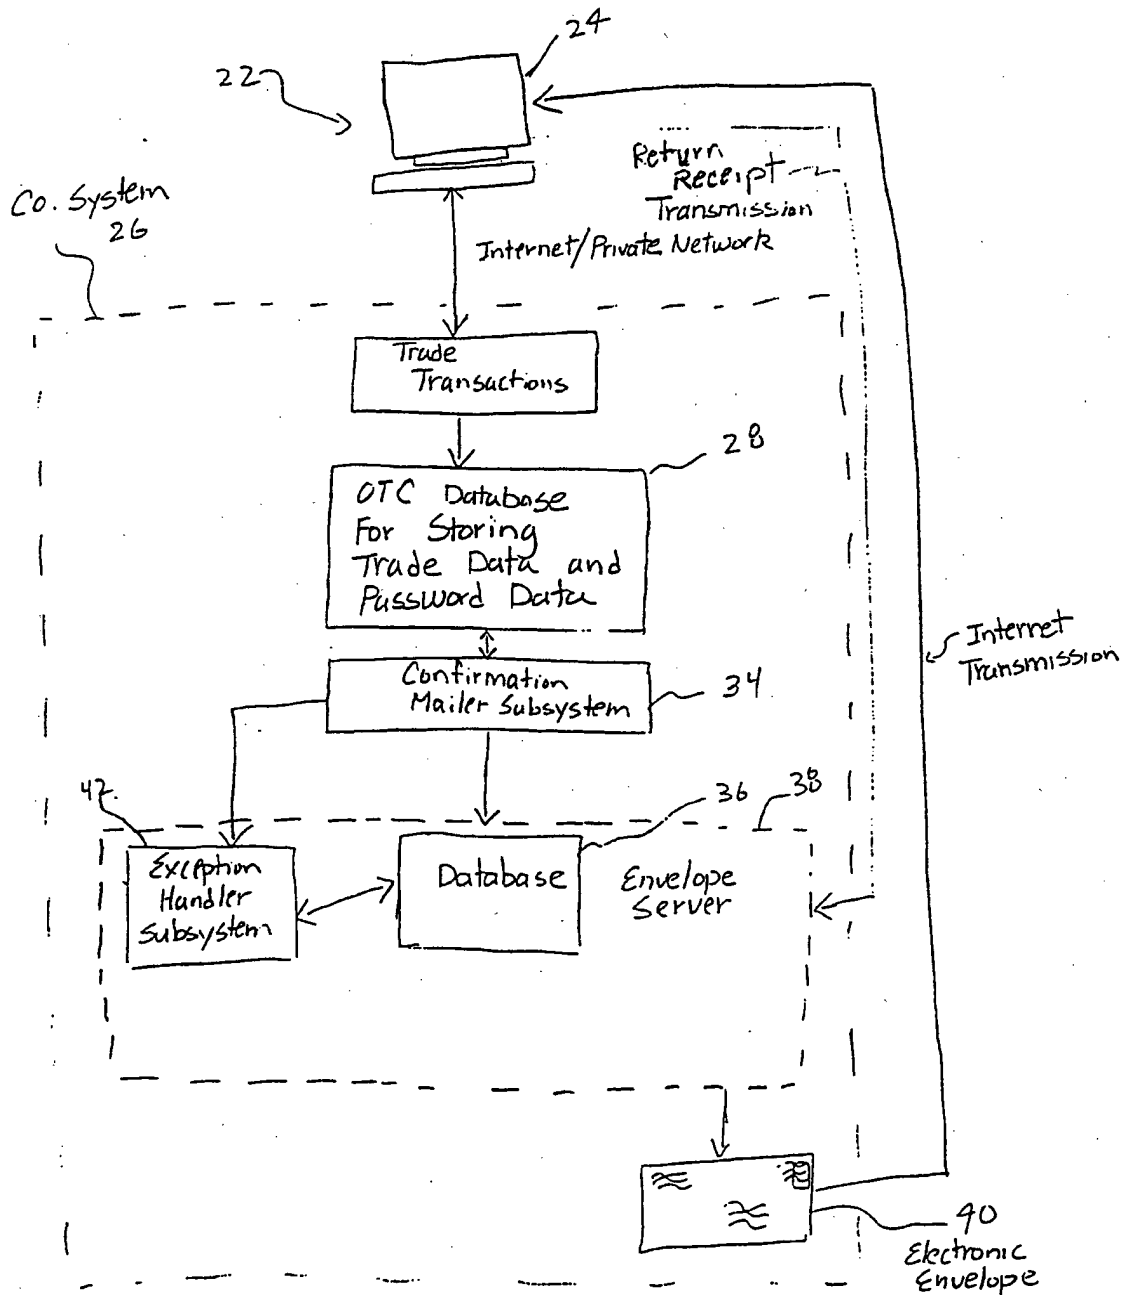 24
22
Return
Receipt
Transmission
Co. System
26
Internet/Private Network
Trade
Transactions
28
OTC Database
For Storing
Trade Data and
Password Data
Internet
Transmission
Confirmation
Mailer Subsystem
34
42
36
38
Exception
Handler
Subsystem
Database
Envelope
Server
40
Electronic
Envelope